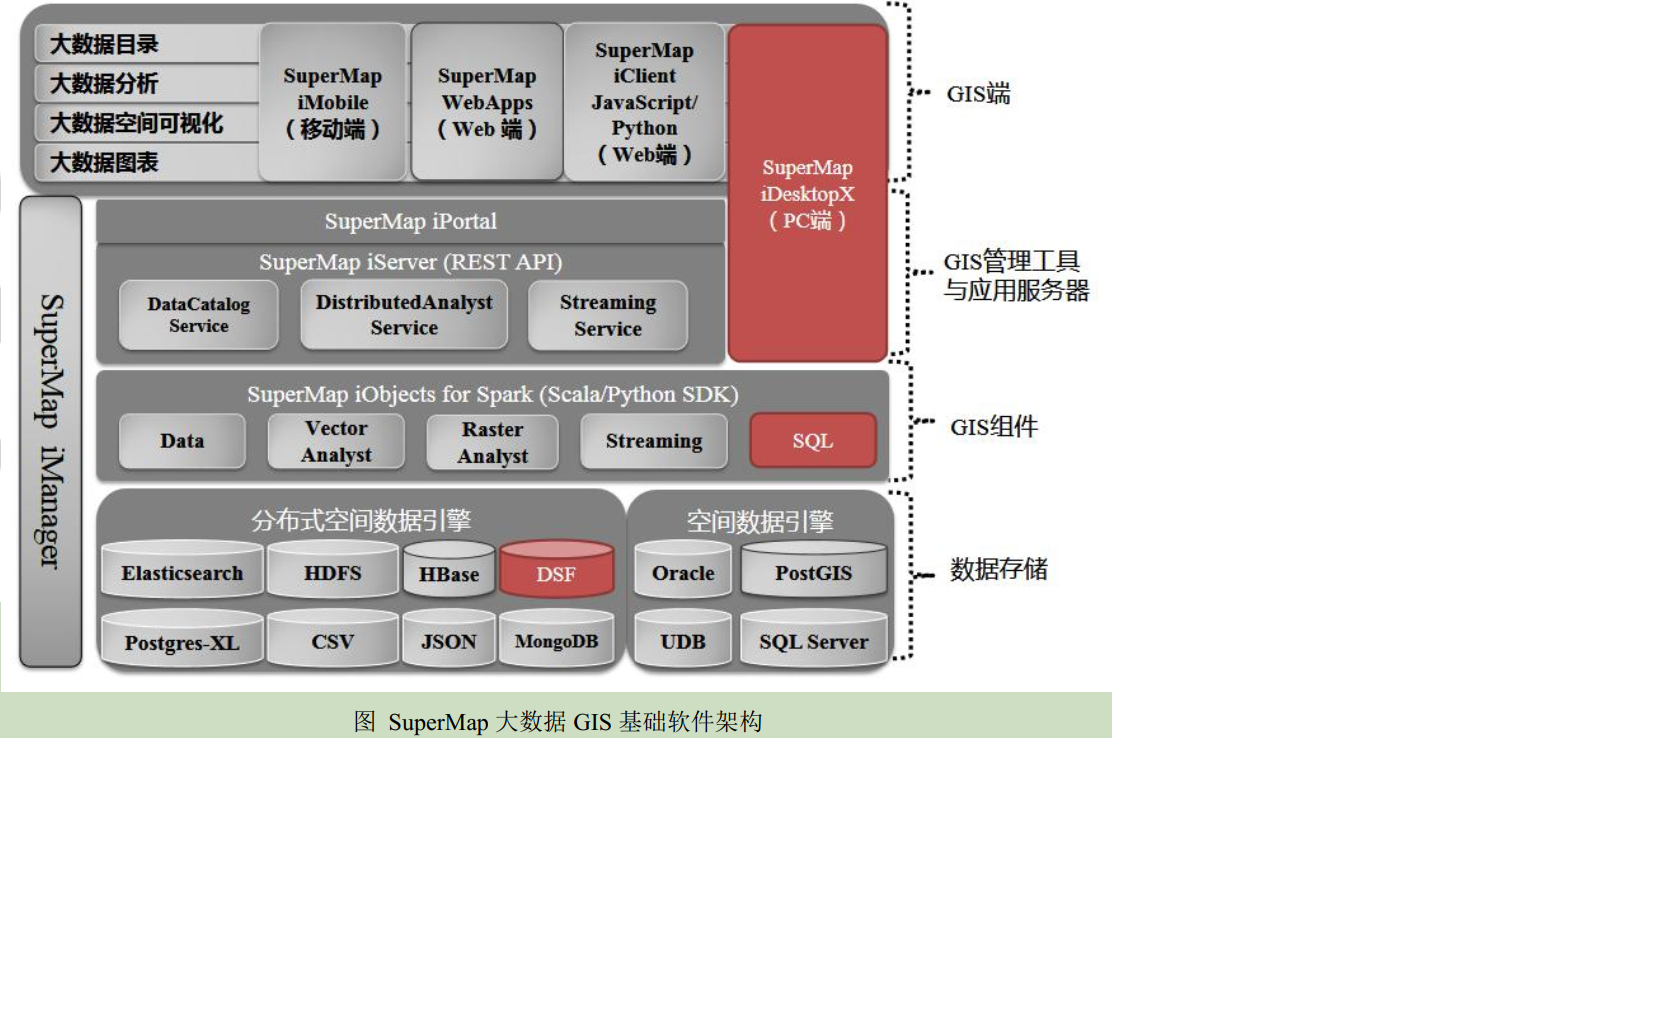 大数据目录
大数据分析
大数据空间可视化
大数据图表
SuperMap
iMobile
（移动端）
SuperMap
WebApps
（Web 端）
SuperMap
iClient
JavaScript/
Python
（Web端）
SuperMap
iDesktopX
（PC端）
GIS端
SuperMap iManager
SuperMap iPortal
SuperMap iServer (REST API)
DataCatalog
Service
DistributedAnalyst
Service
Streaming
Service
GIS管理工具
与应用服务器
SuperMap iObjects for Spark (Scala/Python SDK)
Data
Vector
Analyst
Raster
Analyst
Streaming
SQL
GIS组件
分布式空间数据引擎
Elasticsearch
HDFS
HBase
DSF
Postgres-XL
CSV
JSON
MongoDB
空间数据引擎
Oracle
PostGIS
UDB
SQL Server
数据存储
图 SuperMap 大数据 GIS 基础软件架构